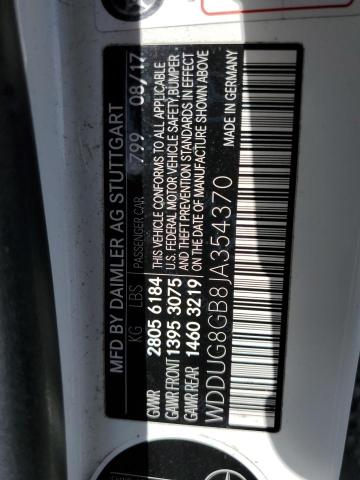 MFD BY DAIMLER AG STUTTGART
KG LBS PASSENGER CAR 799 08/17
GVWR 2805 6184 THIS VEHICLE CONFORMS TO ALL APPLICABLE
GAWR FRONT 1395 3075 U.S. FEDERAL MOTOR VEHICLE SAFETY, BUMPER
GAWR REAR 1460 3219 AND THEFT PREVENTION STANDARDS IN EFFECT
ON THE DATE OF MANUFACTURE SHOWN ABOVE
WDDUG8GB8JA354370 MADE IN GERMANY